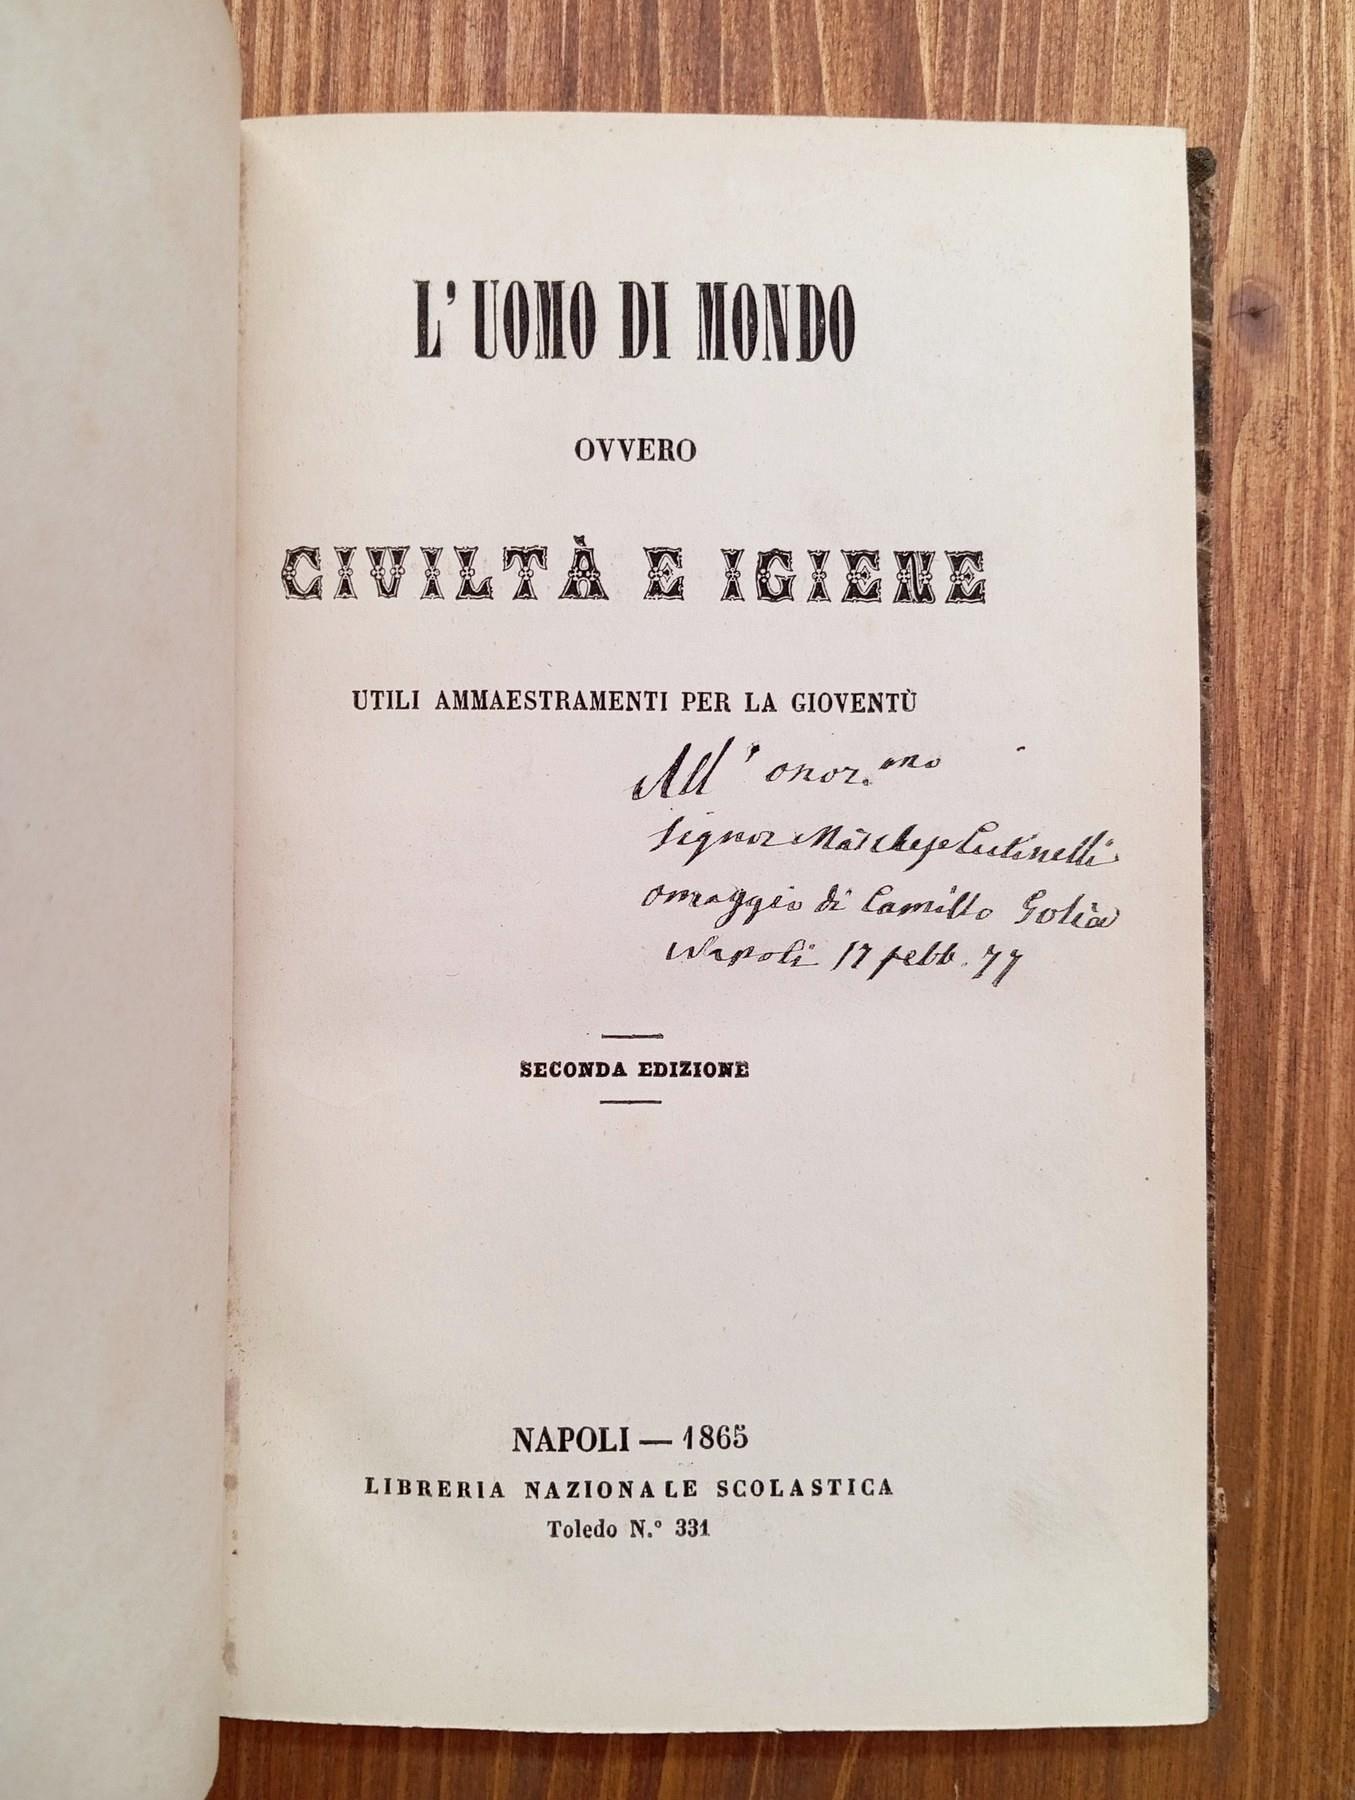 L'UOMO DI MONDO
OVVERO
CIVILTÀ E IGIENE
UTILI AMMAESTRAMENTI PER LA GIOVENTÙ
All' onor.mo
Signor Marchese
omaggio di Camillo Golia
Napoli 17 febb. 77
SECONDA EDIZIONE
NAPOLI — 1865
LIBRERIA NAZIONALE SCOLASTICA
Toledo N.º 331